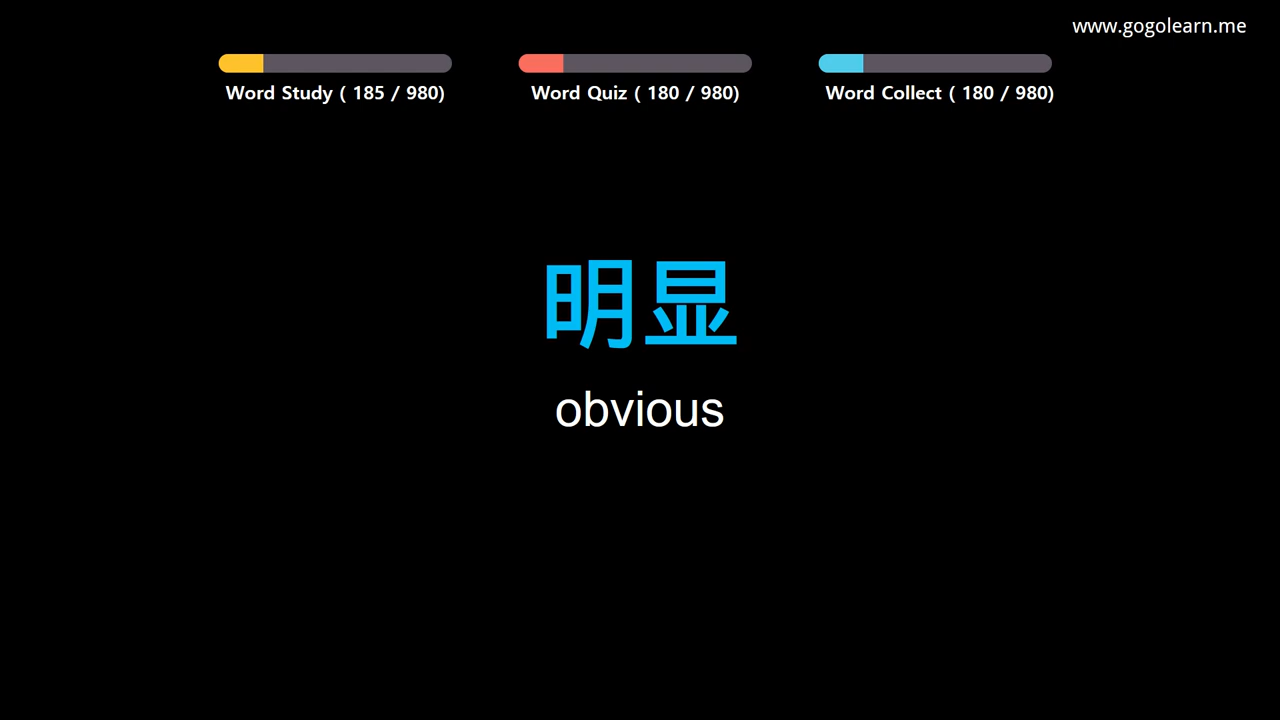 www.gogolearn.me
Word Study ( 185 / 980)
Word Quiz ( 180 / 980)
Word Collect ( 180 / 980)
明显
obvious